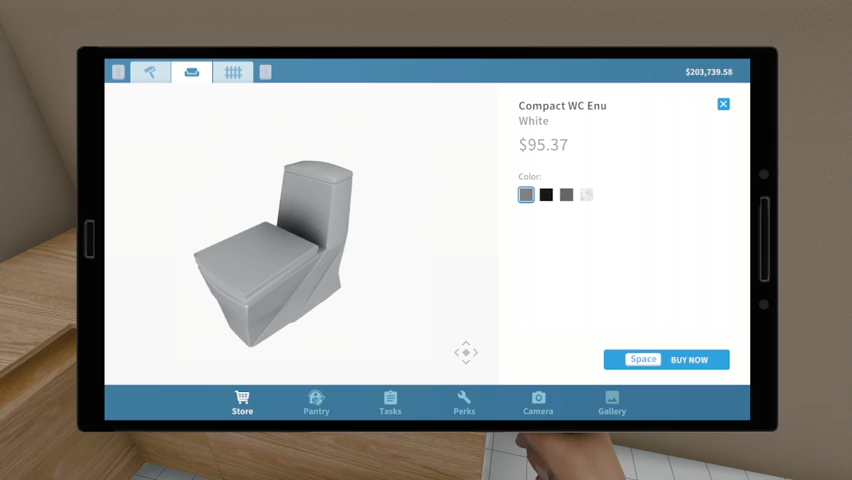 $203,739.58
Compact WC Enu
White
$95.37
Color:
Space BUY NOW
Store Pantry Tasks Perks Camera Gallery